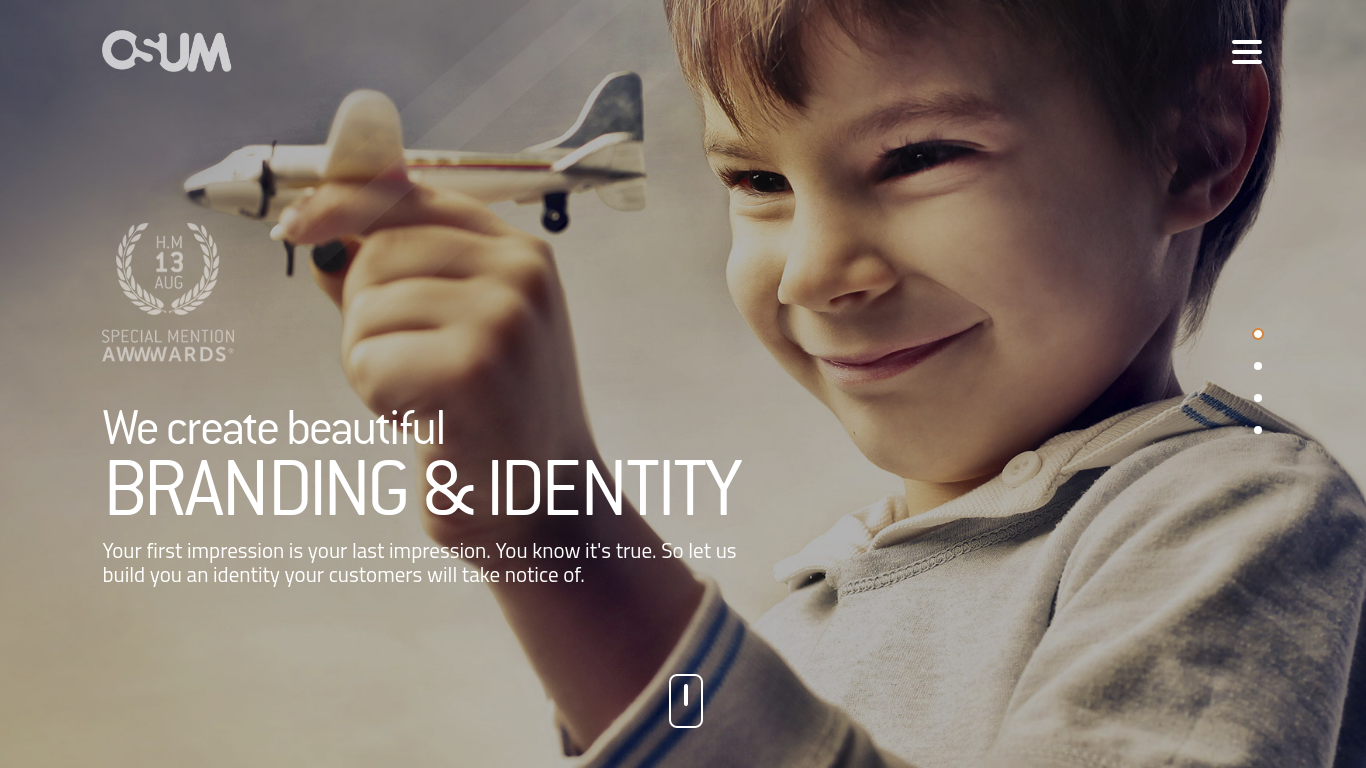 OSUM
H.M
13
AUG
SPECIAL MENTION
AWWWARDS®
We create beautiful
BRANDING & IDENTITY
Your first impression is your last impression. You know it's true. So let us
build you an identity your customers will take notice of.